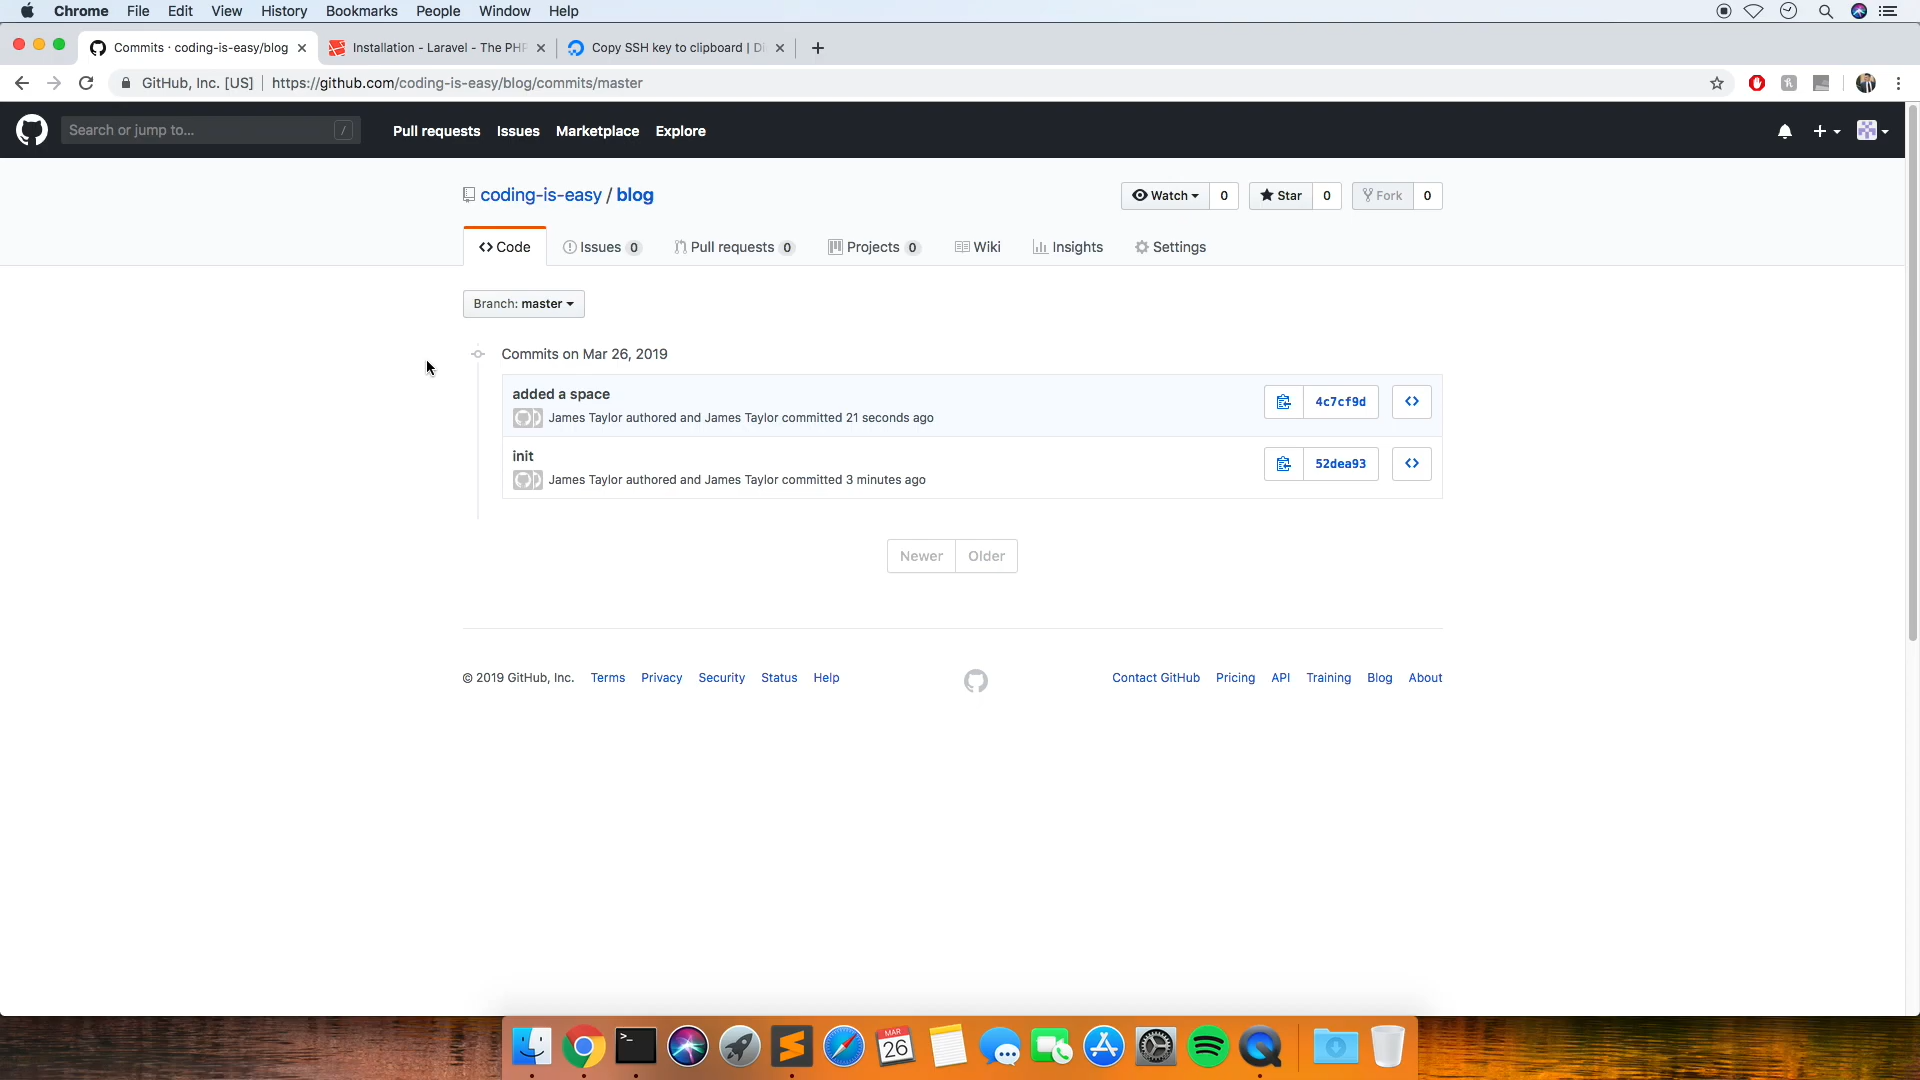 Chrome File Edit View History Bookmarks People Window Help
Commits · coding-is-easy/blog
Installation - Laravel - The PHP
Copy SSH key to clipboard | Di
GitHub, Inc. [US] https://github.com/coding-is-easy/blog/commits/master
Search or jump to... / Pull requests Issues Marketplace Explore
coding-is-easy / blog
Watch 0 Star 0 Fork 0
Code Issues 0 Pull requests 0 Projects 0 Wiki Insights Settings
Branch: master
Commits on Mar 26, 2019
added a space
James Taylor authored and James Taylor committed 21 seconds ago
4c7cf9d
init
James Taylor authored and James Taylor committed 3 minutes ago
52dea93
Newer Older
© 2019 GitHub, Inc. Terms Privacy Security Status Help
Contact GitHub Pricing API Training Blog About
MAR
26